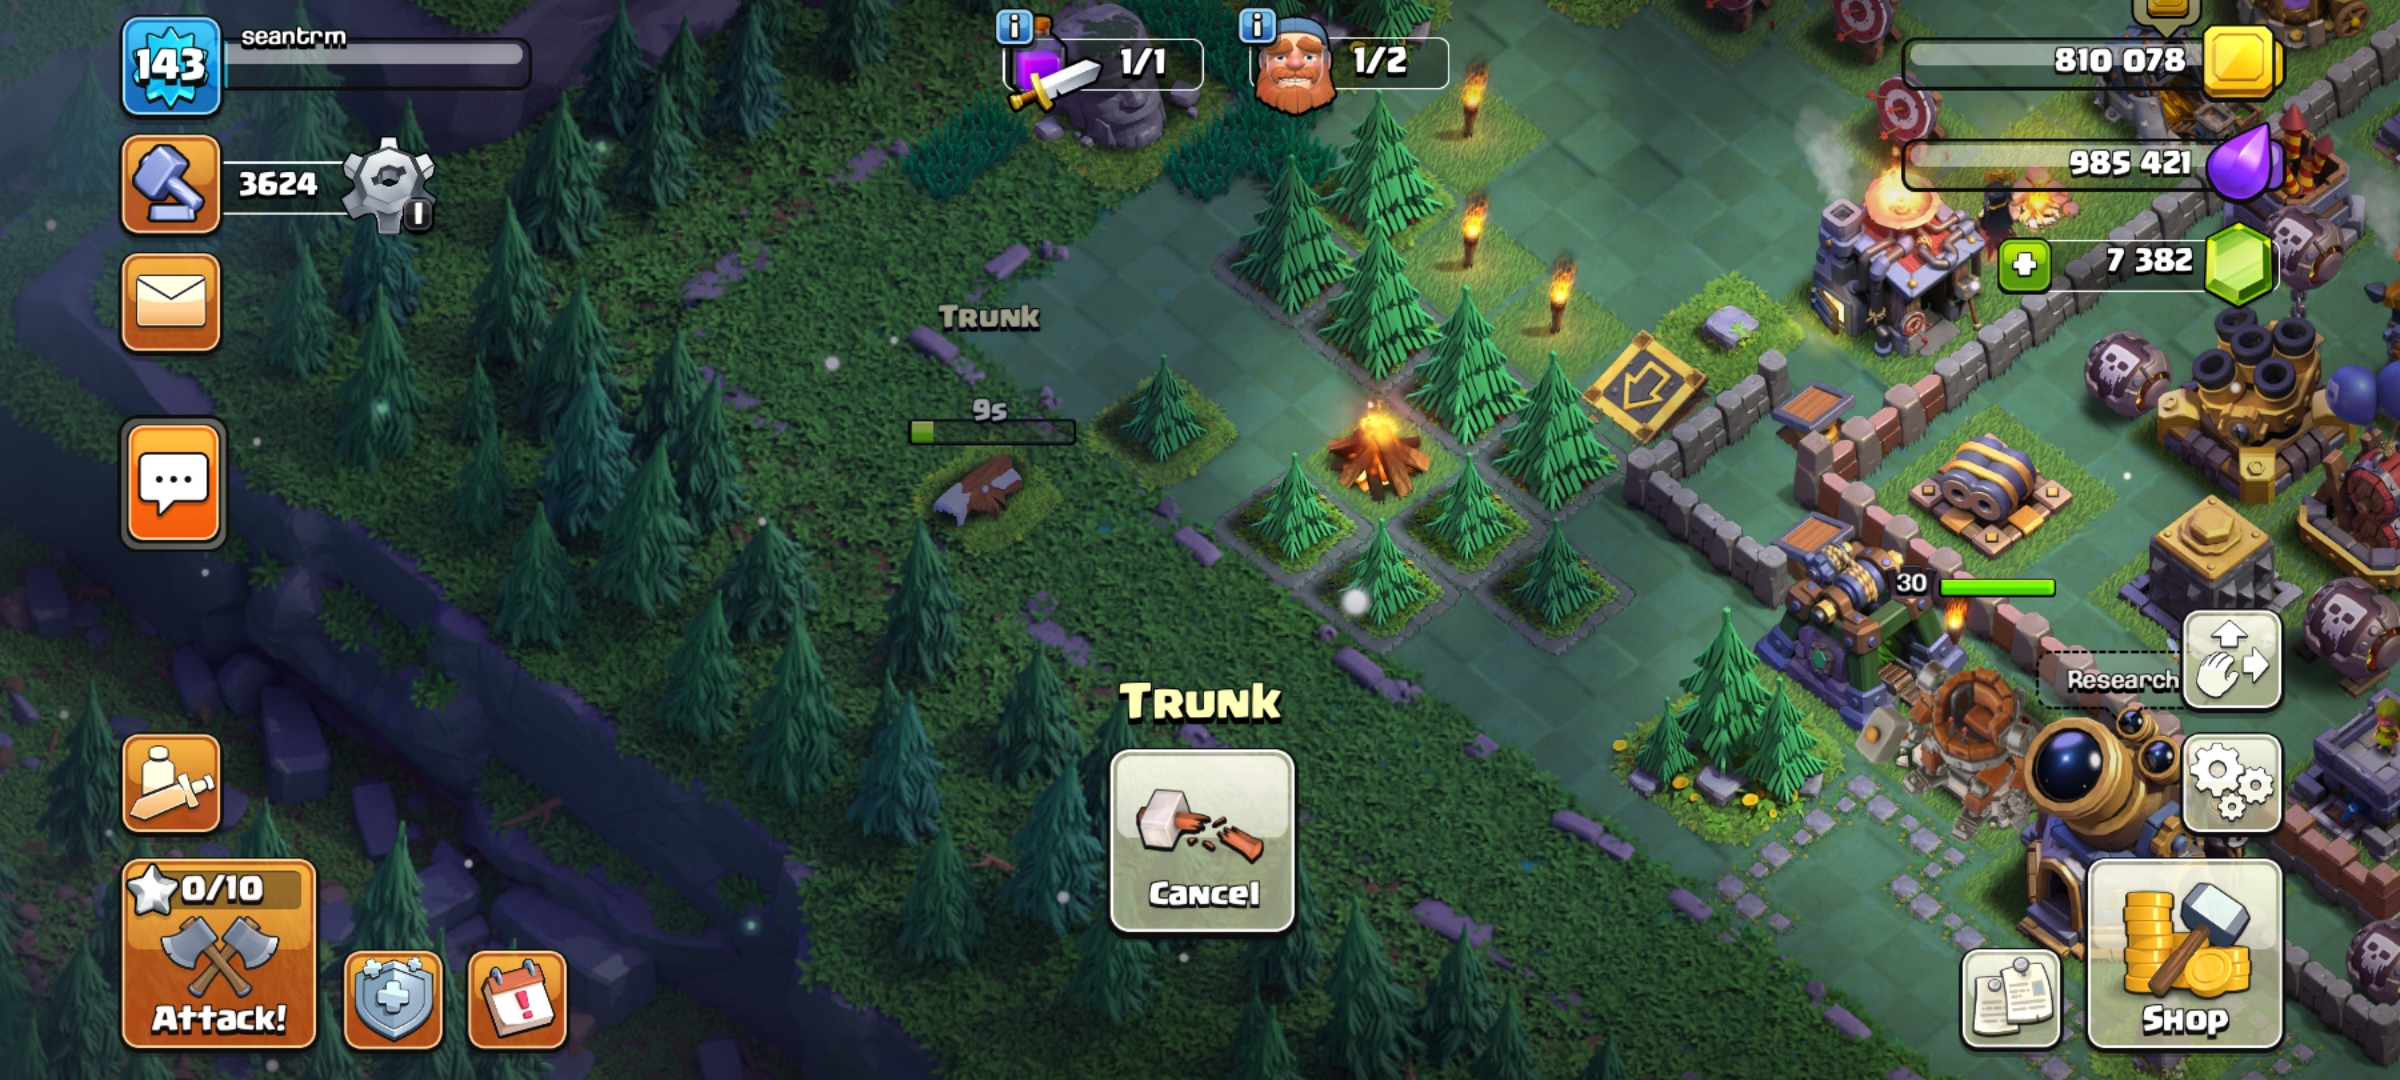 143
seantrm
1/1
1/2
810 078
3624
I
985 421
7 382
Trunk
9s
30
Research
Trunk
Cancel
0/10
Attack!
Shop